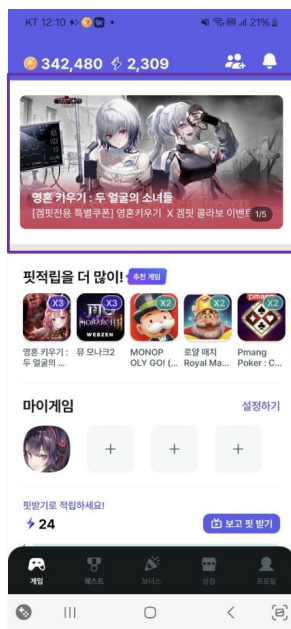 KT 12:10
21%
342,480
2,309
영혼 키우기 : 두 얼굴의 소녀들
[겜핏전용 특별쿠폰] 영혼키우기 X 겜핏 콜라보 이벤트
1/5
핏적립을 더 많이!
추천 게임
X3
X3
X2
X2
X2
MONARCH
WEBZEN
Pmang
영혼 키우기 :
두 얼굴의 ...
뮤 모나크2
MONOP
OLY GO! (...
로얄 매치
Royal Ma...
Pmang
Poker : C...
마이게임
설정하기
+
+
+
핏받기로 적립하세요!
24
보고 핏 받기
게임
퀘스트
보너스
상점
프로필